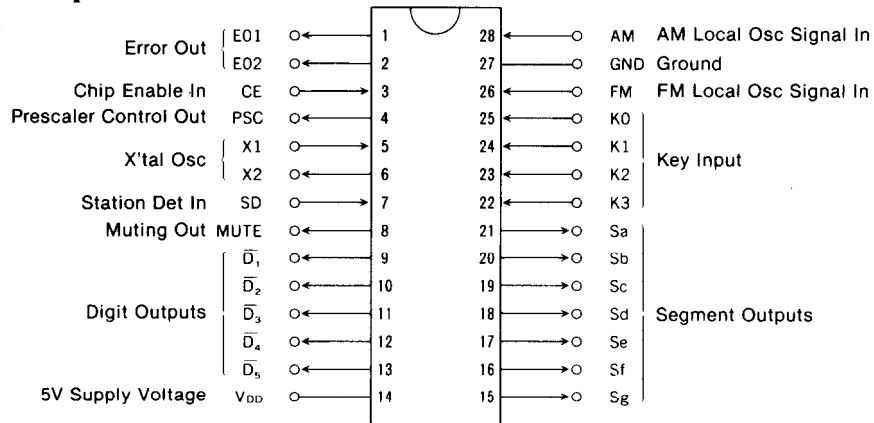 Error Out EO1 1 28 AM AM Local Osc Signal In
EO2 2 27 GND Ground
Chip Enable In CE 3 26 FM FM Local Osc Signal In
Prescaler Control Out PSC 4 25 K0
X'tal Osc X1 5 24 K1 Key Input
X2 6 23 K2
Station Det In SD 7 22 K3
Muting Out MUTE 8 21 Sa
D̅₁ 9 20 Sb
D̅₂ 10 19 Sc
Digit Outputs D̅₃ 11 18 Sd Segment Outputs
D̅₄ 12 17 Se
D̅₅ 13 16 Sf
5V Supply Voltage VDD 14 15 Sg